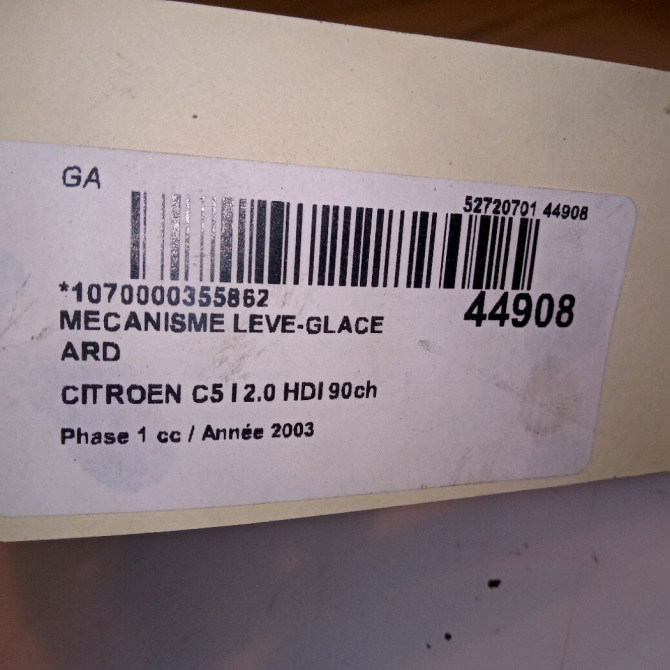 GA
52720701 44908
*1070000355862
44908
MECANISME LEVE-GLACE
ARD
CITROEN C5 I 2.0 HDI 90ch
Phase 1 cc / Année 2003